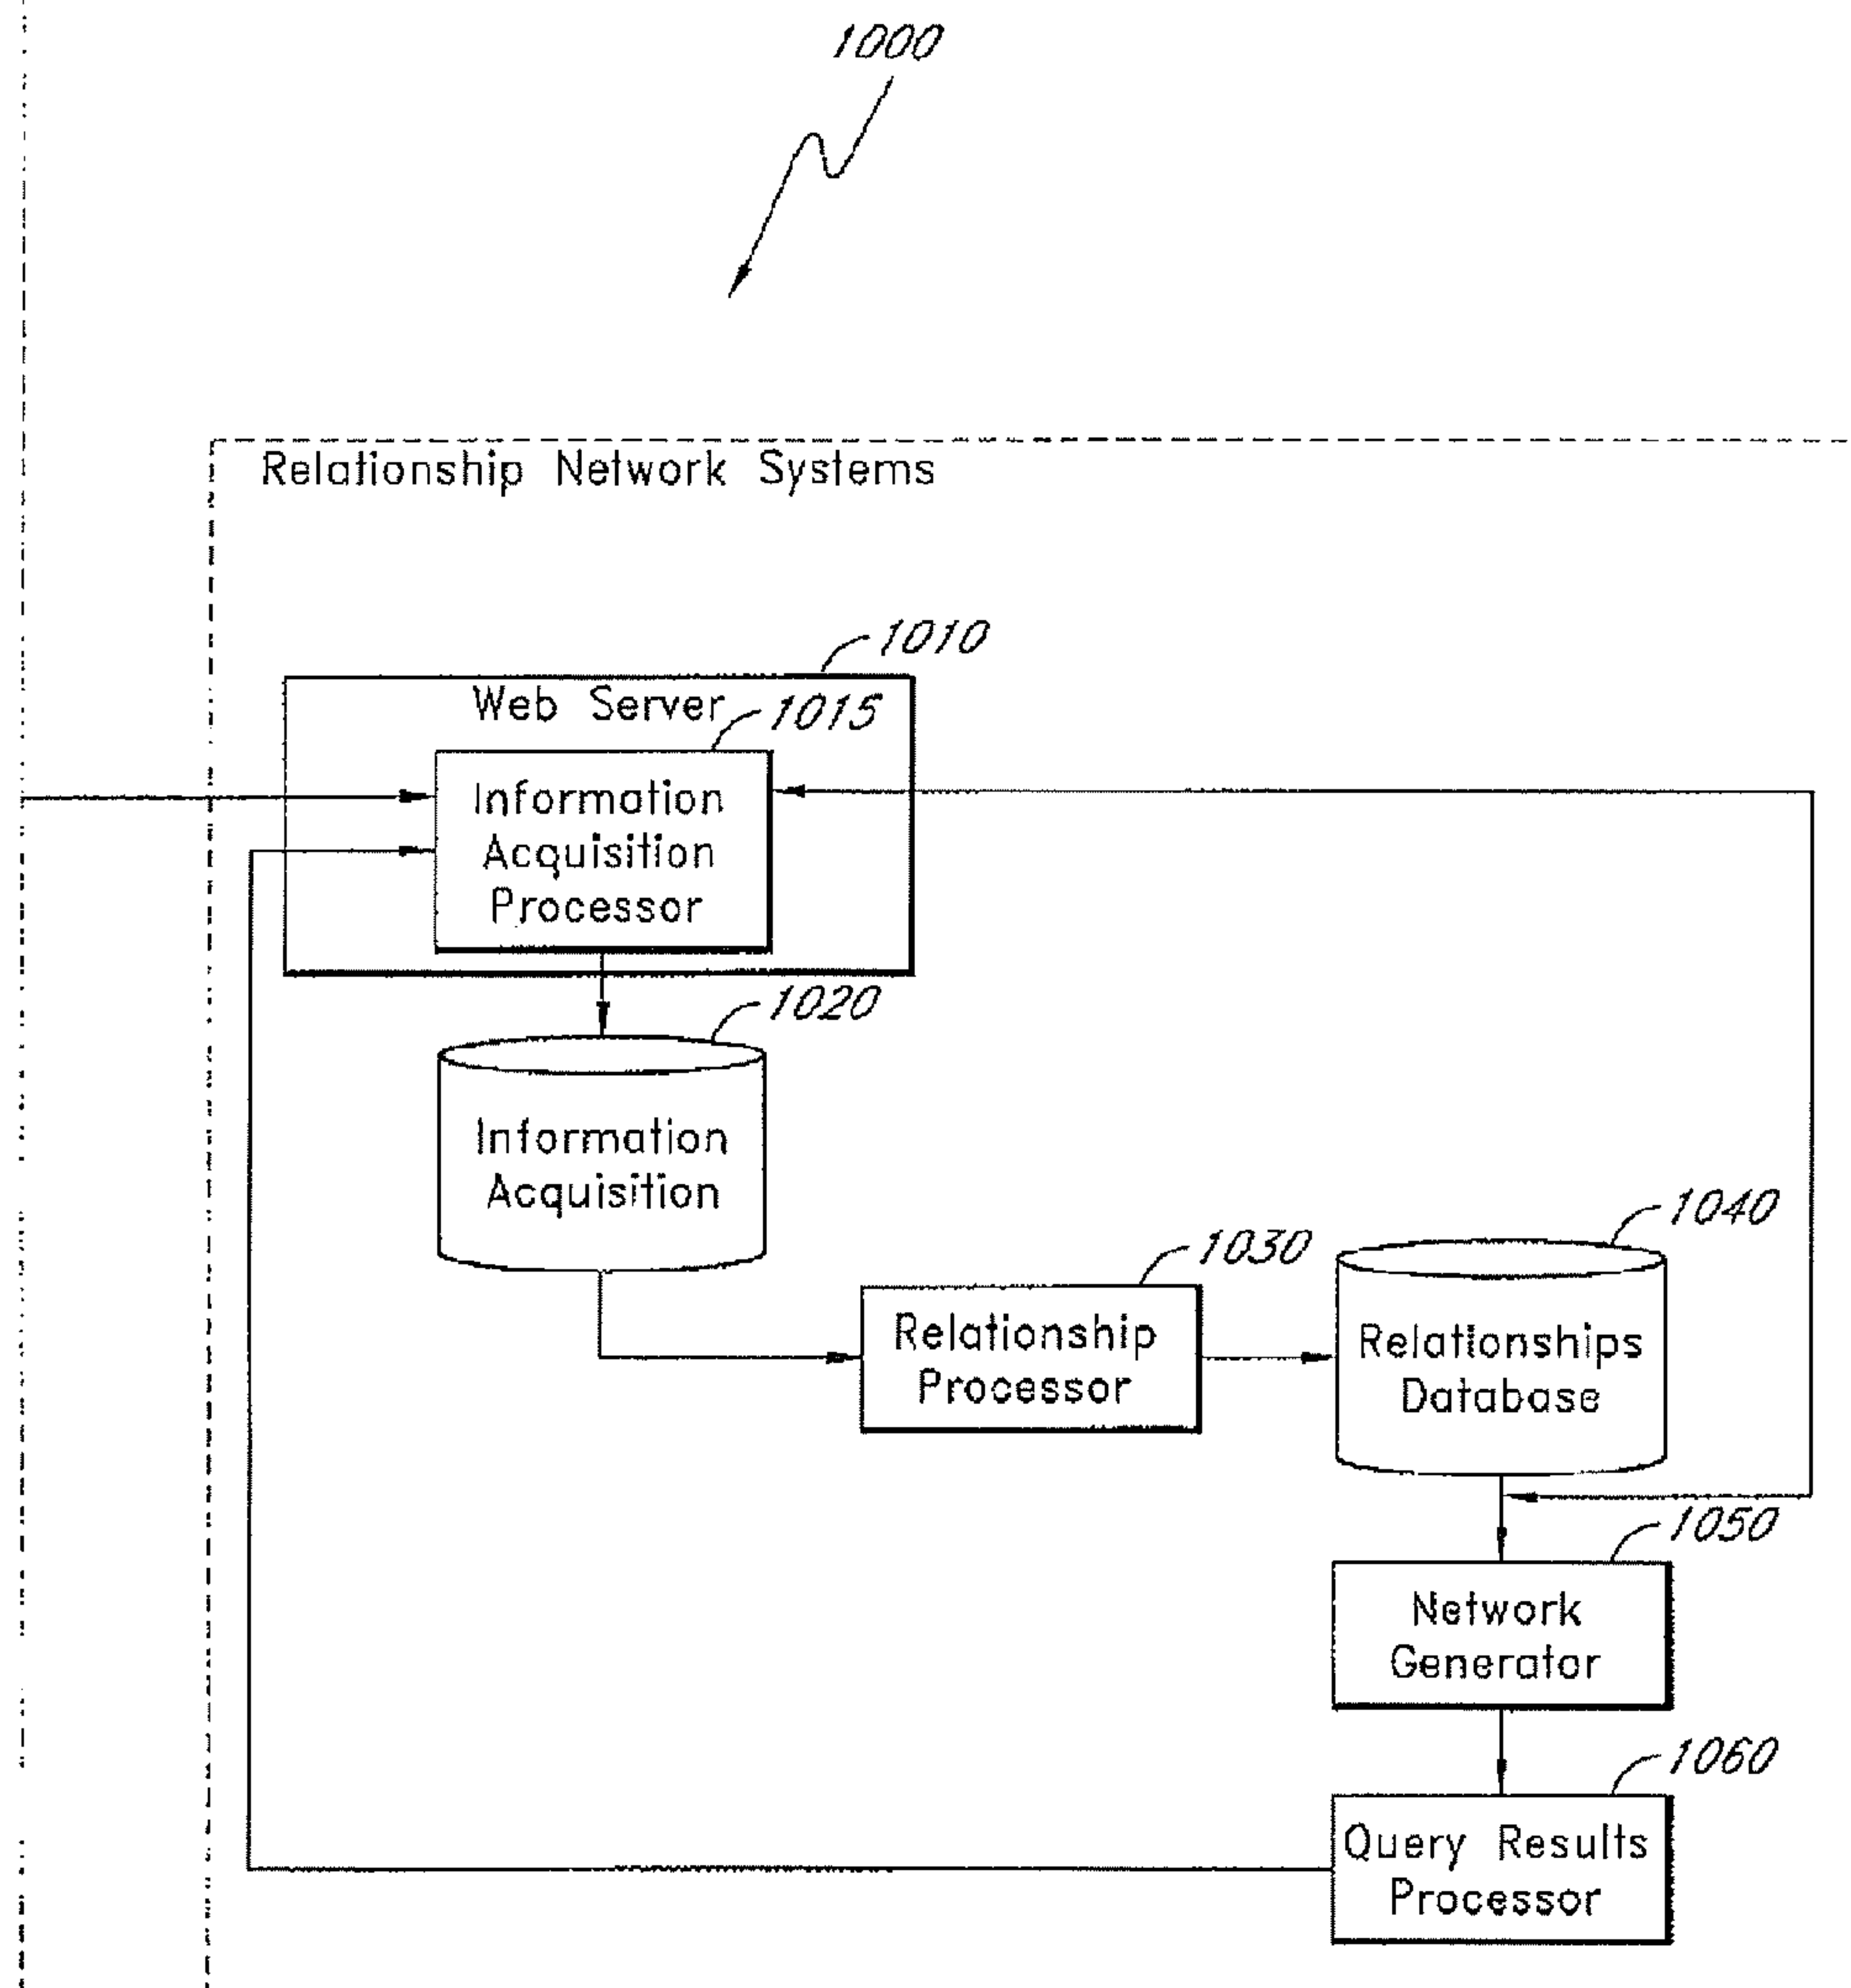 1000
Relationship Network Systems
1010
Web Server
1015
Information
Acquisition
Processor
1020
Information
Acquisition
1030
Relationship
Processor
1040
Relationships
Database
1050
Network
Generator
1060
Query Results
Processor